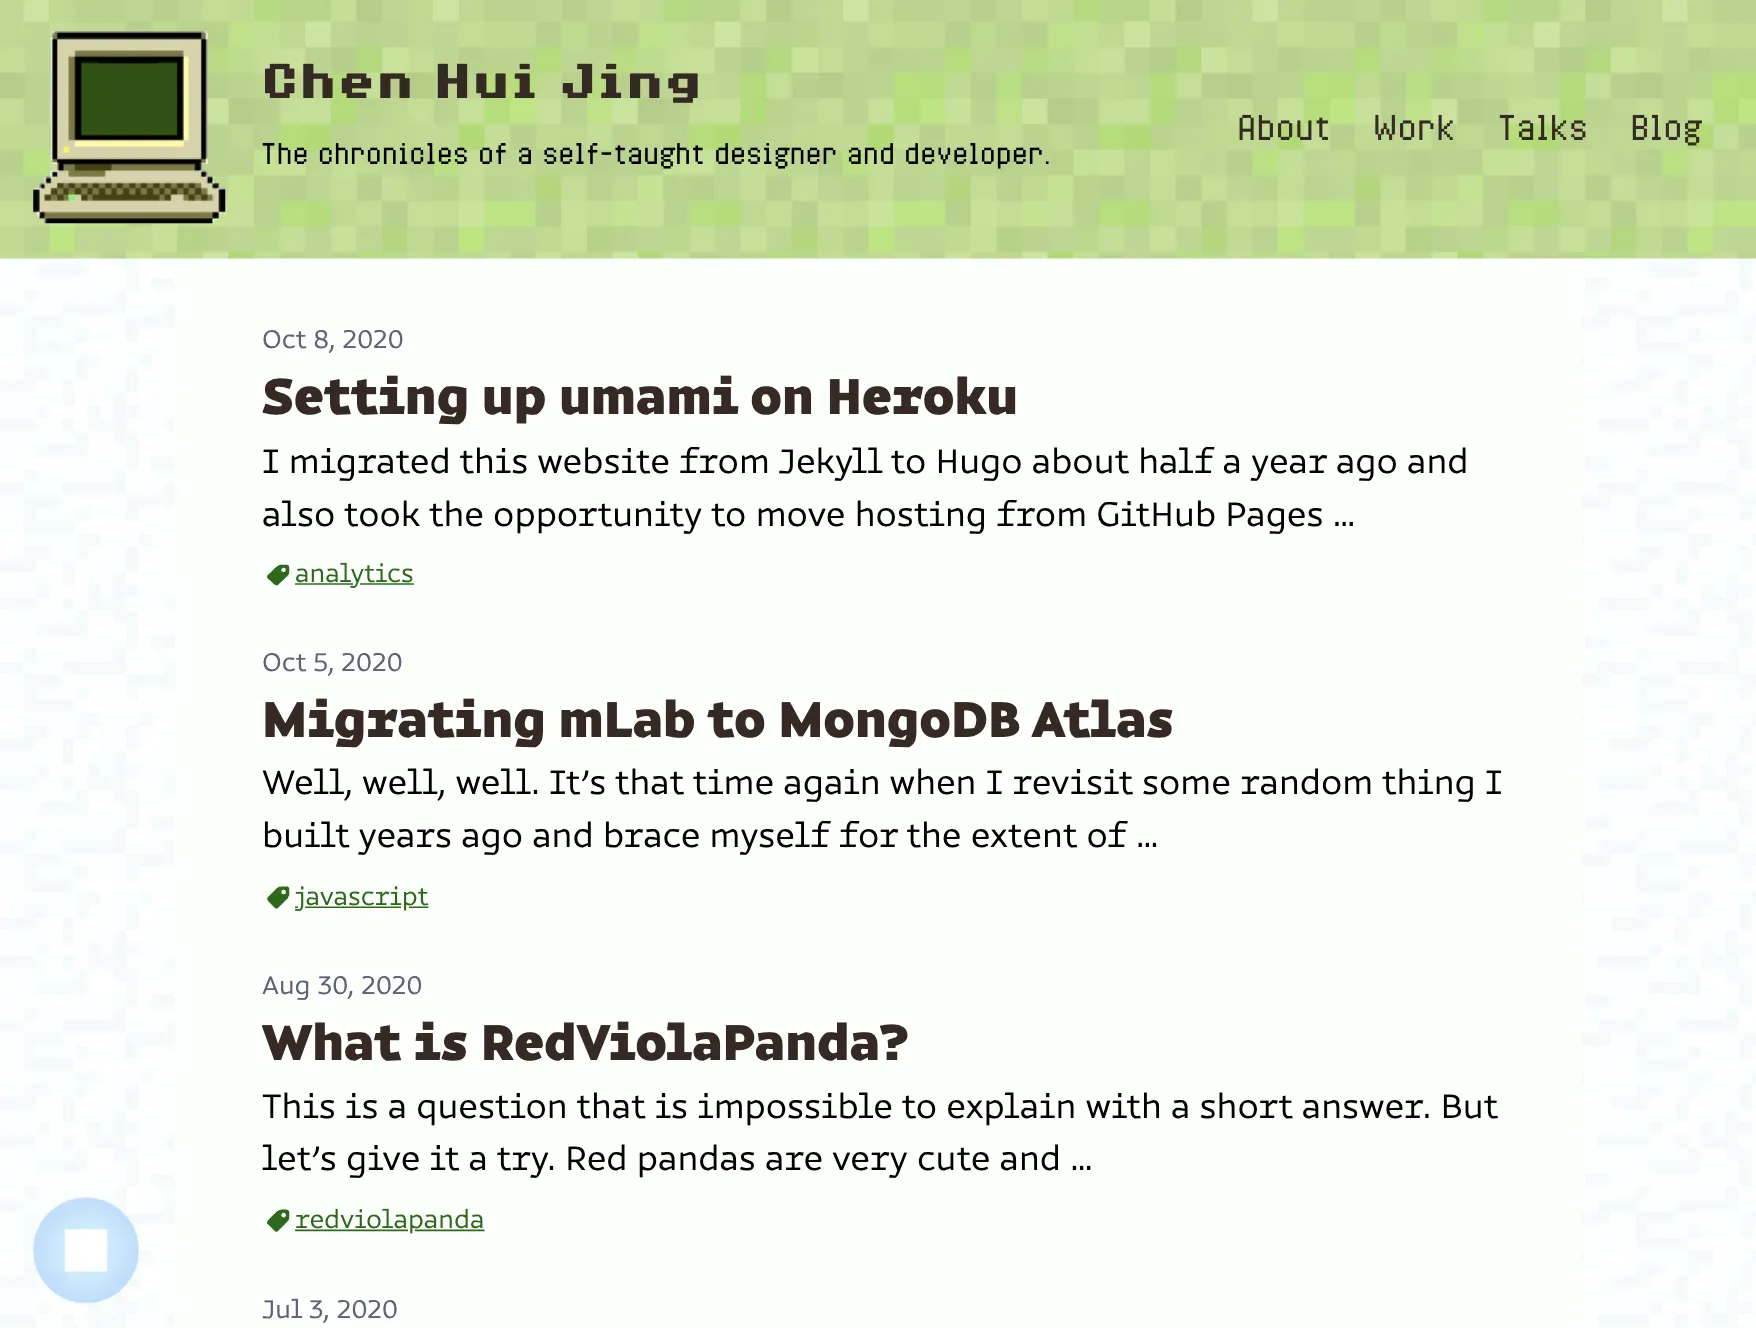 Chen Hui Jing
The chronicles of a self-taught designer and developer.
About Work Talks Blog
Oct 8, 2020
Setting up umami on Heroku
I migrated this website from Jekyll to Hugo about half a year ago and
also took the opportunity to move hosting from GitHub Pages …
analytics
Oct 5, 2020
Migrating mLab to MongoDB Atlas
Well, well, well. It’s that time again when I revisit some random thing I
built years ago and brace myself for the extent of …
javascript
Aug 30, 2020
What is RedViolaPanda?
This is a question that is impossible to explain with a short answer. But
let’s give it a try. Red pandas are very cute and …
redviolapanda
Jul 3, 2020